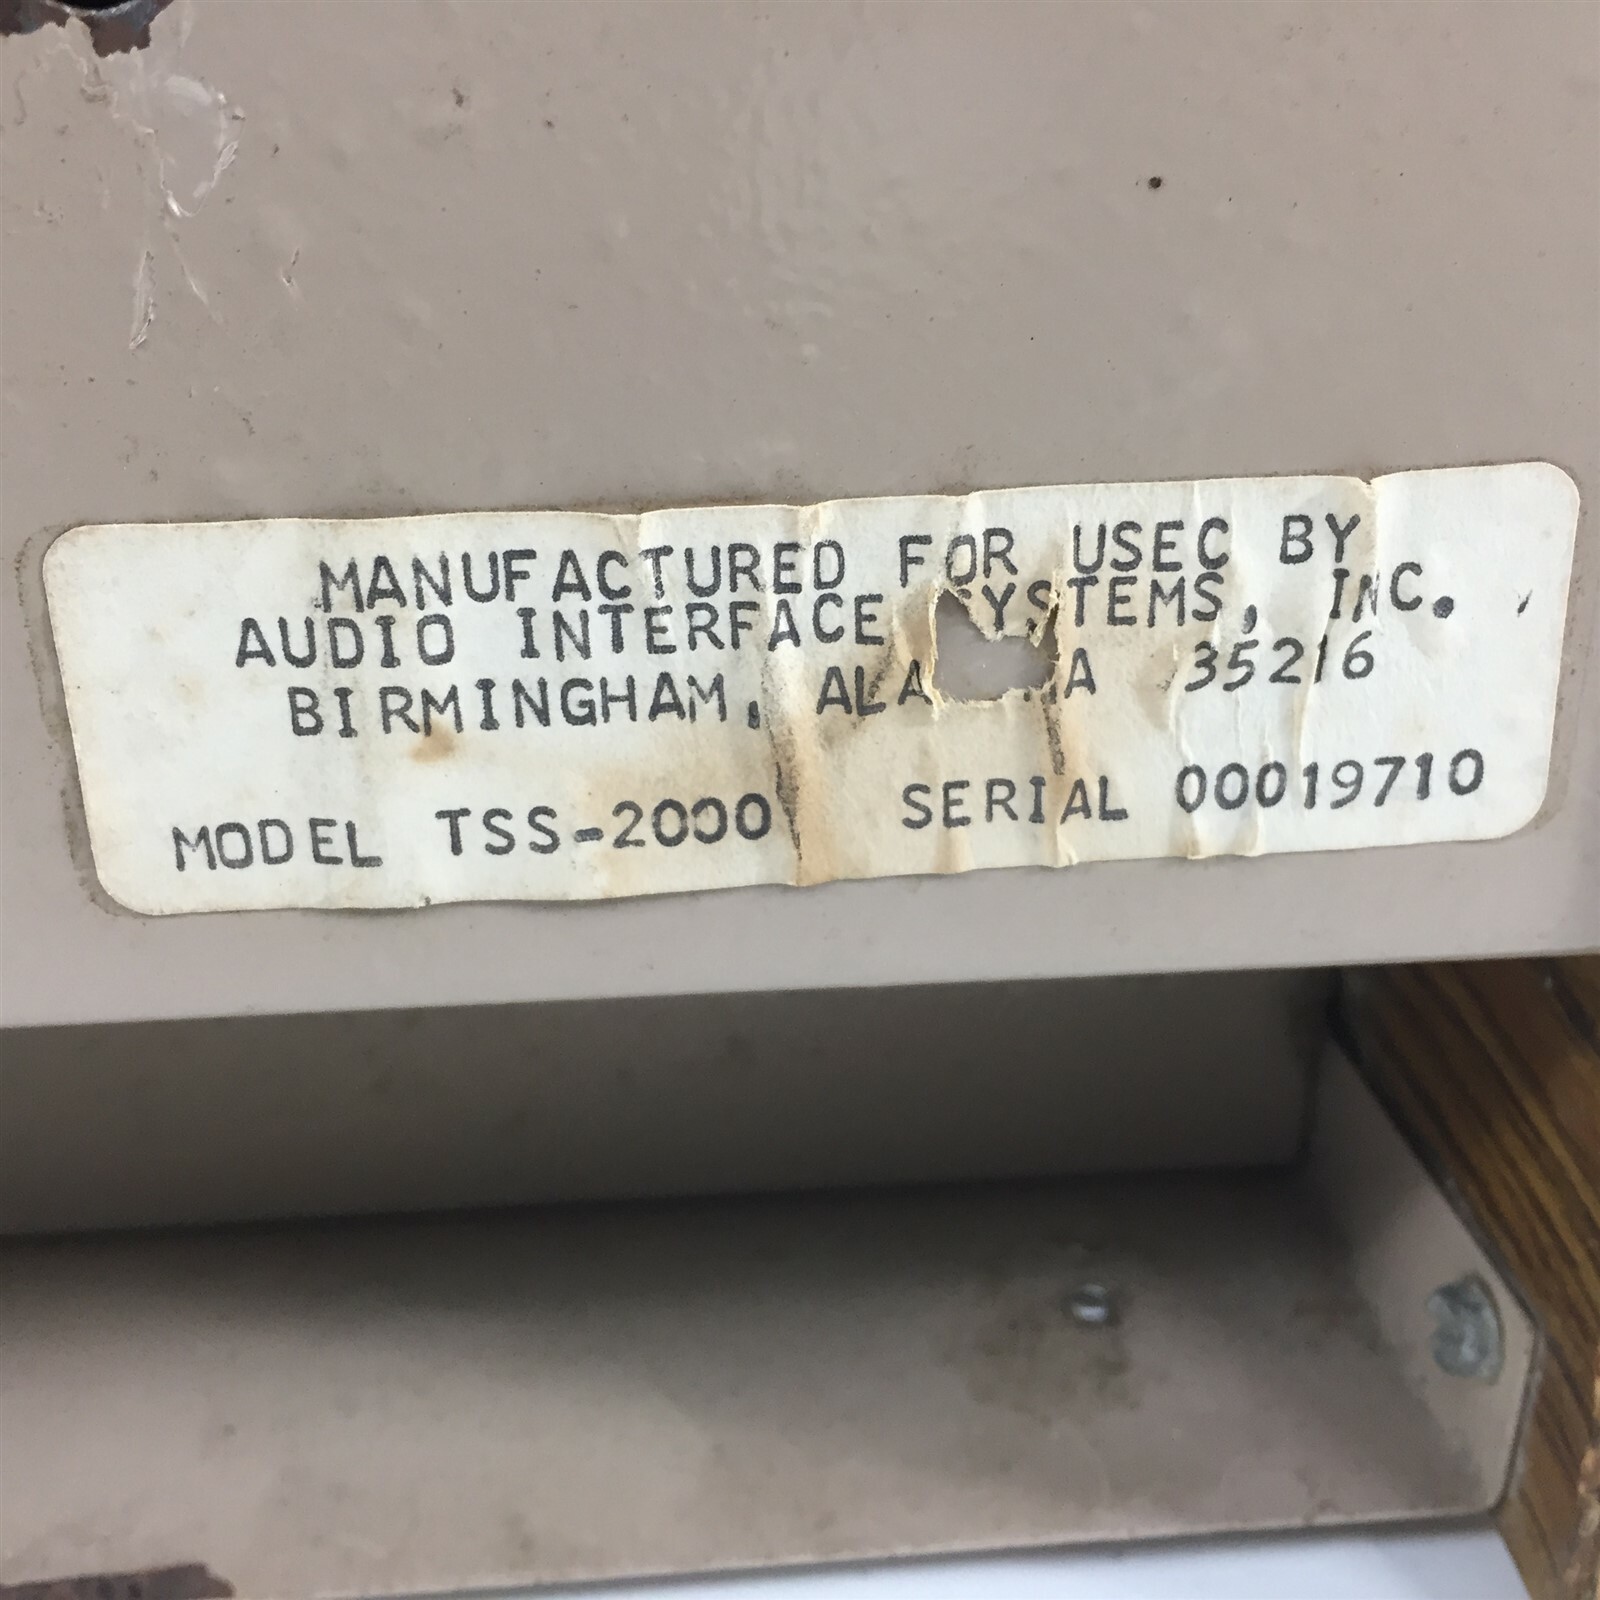 MANUFACTURED FOR USEC BY
AUDIO INTERFACE SYSTEMS, INC.
BIRMINGHAM, 35216
MODEL TSS-2000 SERIAL 00019710